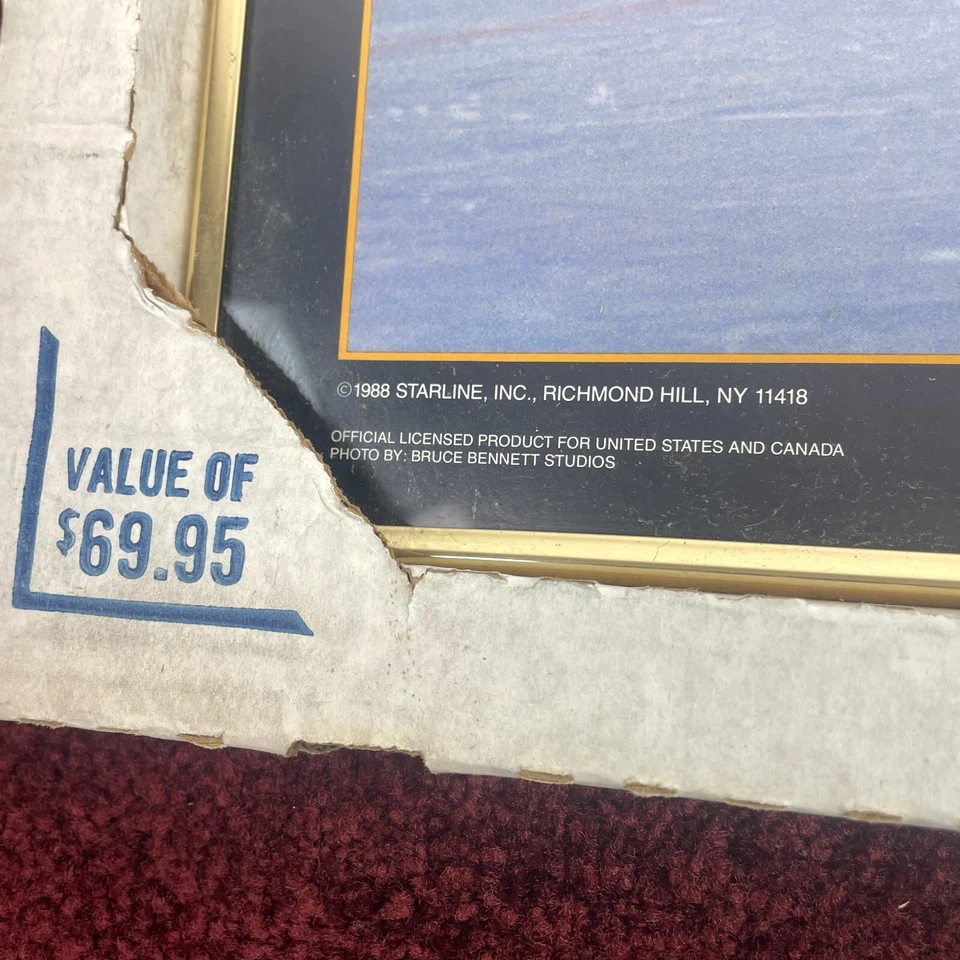 ©1988 STARLINE, INC., RICHMOND HILL, NY 11418
OFFICIAL LICENSED PRODUCT FOR UNITED STATES AND CANADA
PHOTO BY: BRUCE BENNETT STUDIOS
VALUE OF
$69.95